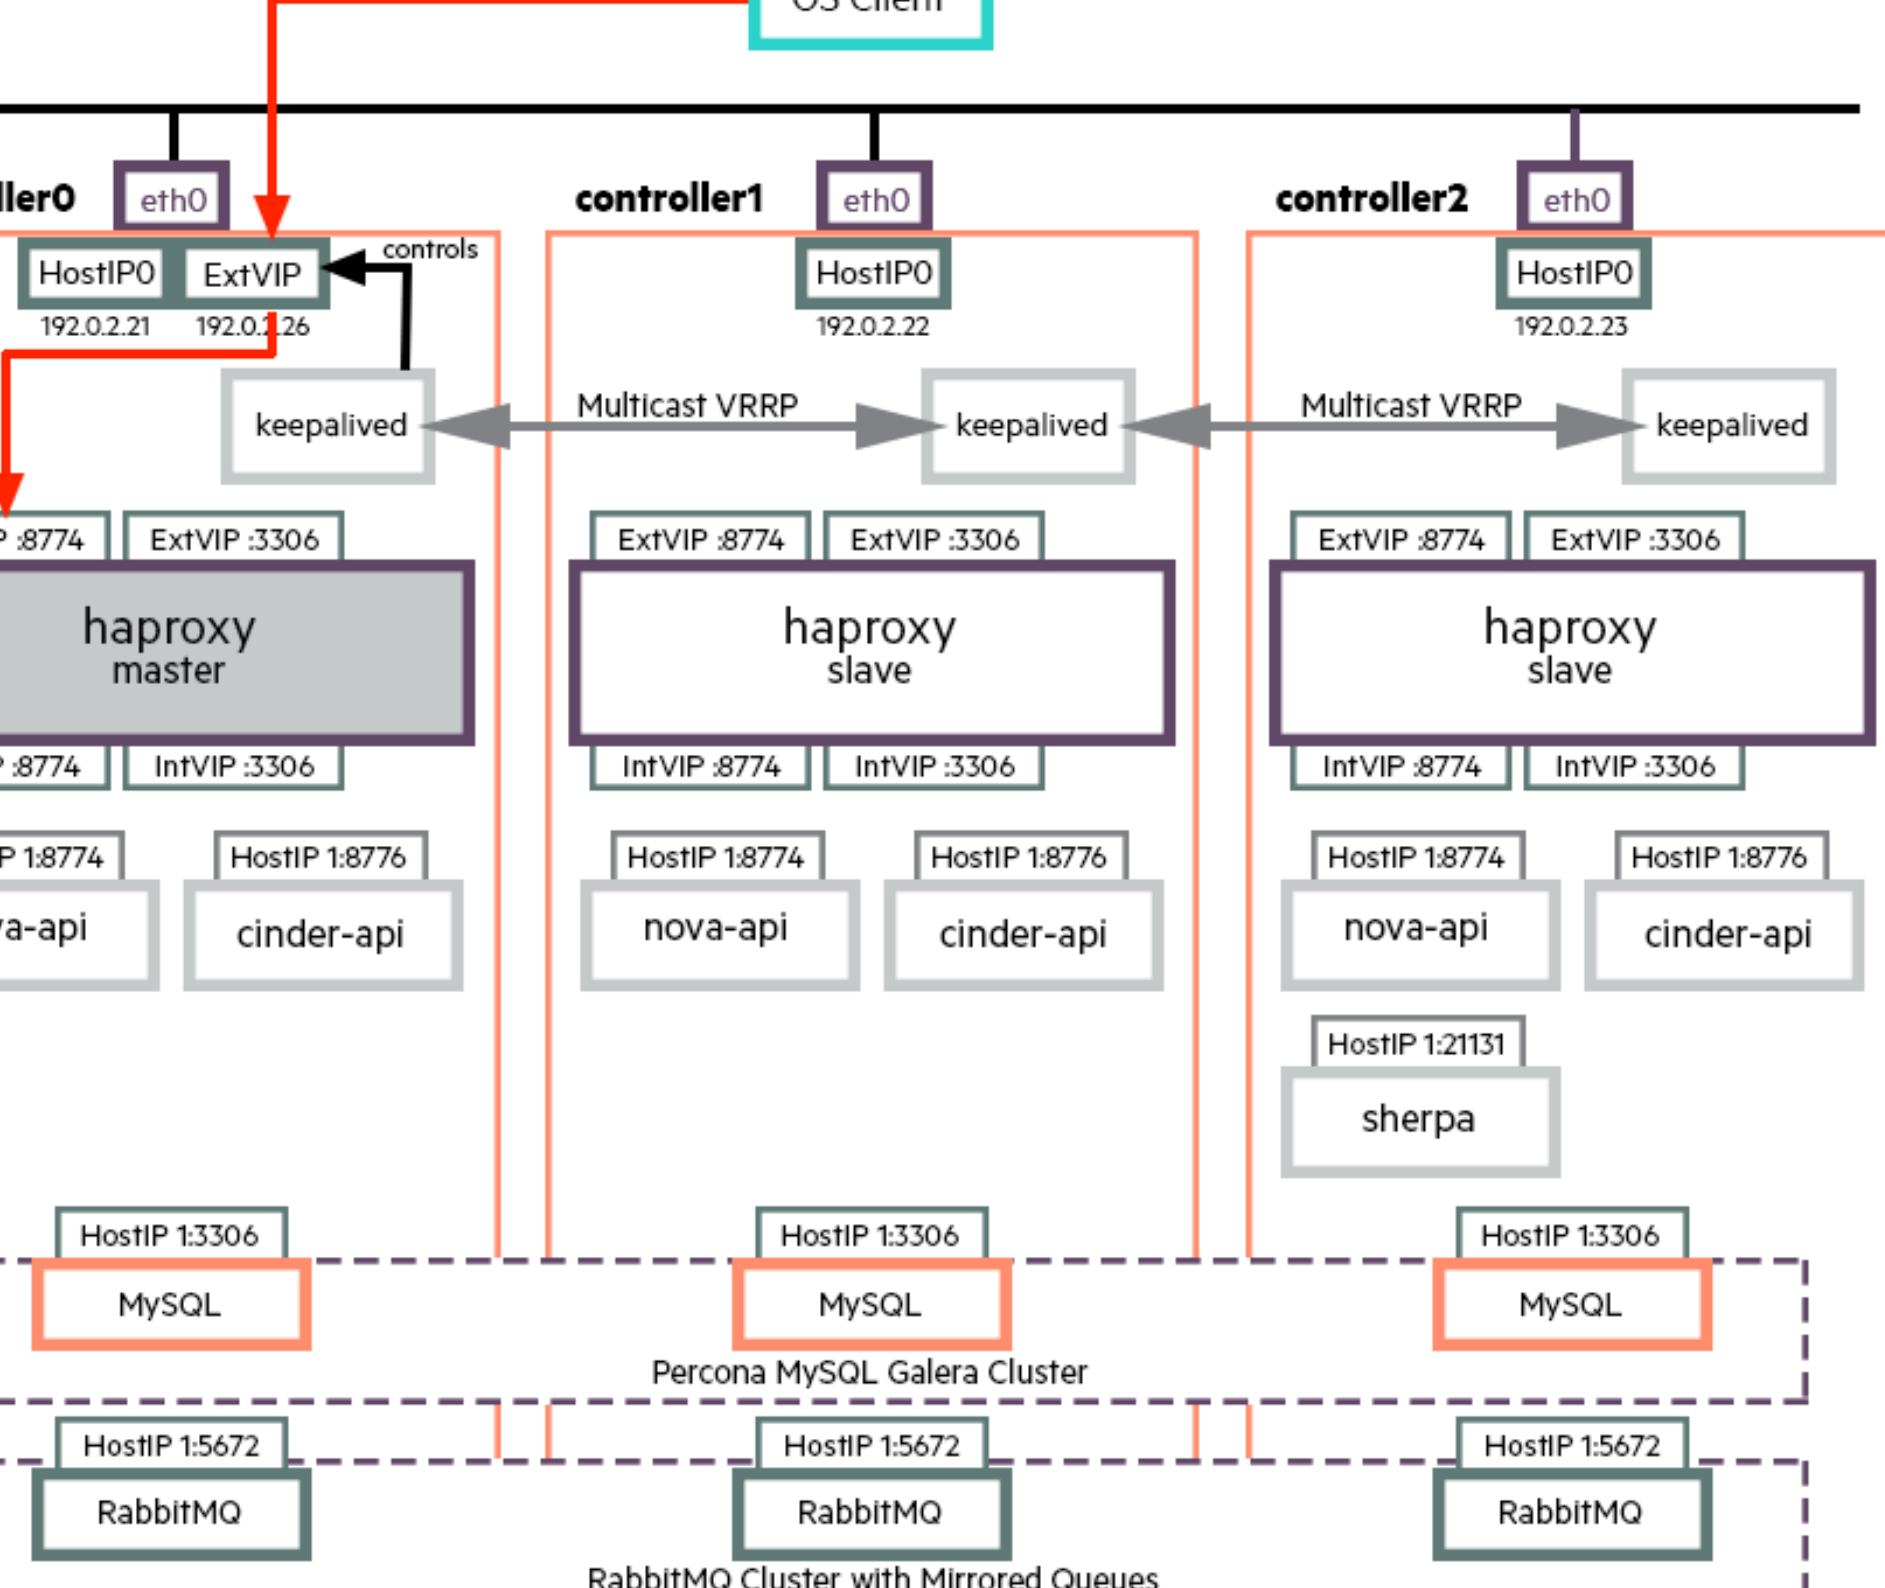 OS Client
ller0
eth0
controller1
eth0
controller2
eth0
HostIP0
ExtVIP
controls
HostIP0
HostIP0
192.0.2.21
192.0.2.26
192.0.2.22
192.0.2.23
keepalived
Multicast VRRP
keepalived
Multicast VRRP
keepalived
P :8774
ExtVIP :3306
ExtVIP :8774
ExtVIP :3306
ExtVIP :8774
ExtVIP :3306
haproxy
master
haproxy
slave
haproxy
slave
P :8774
IntVIP :3306
IntVIP :8774
IntVIP :3306
IntVIP :8774
IntVIP :3306
P 1:8774
HostIP 1:8776
HostIP 1:8774
HostIP 1:8776
HostIP 1:8774
HostIP 1:8776
va-api
cinder-api
nova-api
cinder-api
nova-api
cinder-api
HostIP 1:21131
sherpa
HostIP 1:3306
HostIP 1:3306
HostIP 1:3306
MySQL
MySQL
MySQL
Percona MySQL Galera Cluster
HostIP 1:5672
HostIP 1:5672
HostIP 1:5672
RabbitMQ
RabbitMQ
RabbitMQ
RabbitMQ Cluster with Mirrored Queues